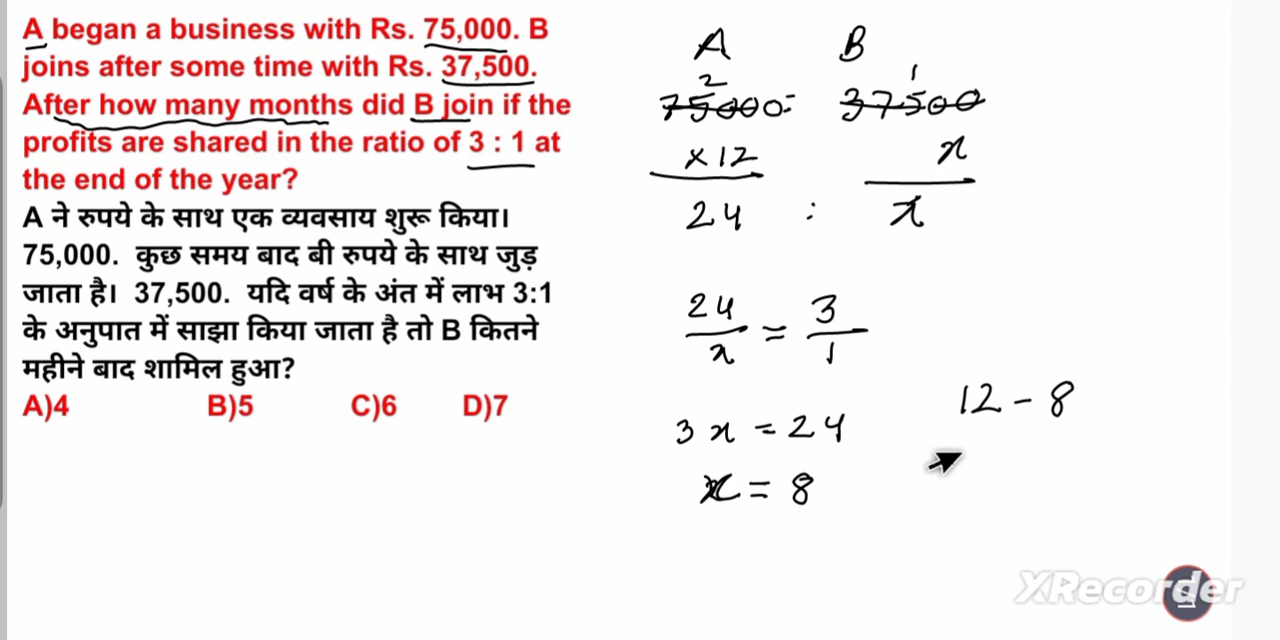 A began a business with Rs. 75,000. B
joins after some time with Rs. 37,500.
After how many months did B join if the
profits are shared in the ratio of 3 : 1 at
the end of the year?
A ने रुपये के साथ एक व्यवसाय शुरू किया।
75,000. कुछ समय बाद बी रुपये के साथ जुड़
जाता है। 37,500. यदि वर्ष के अंत में लाभ 3:1
के अनुपात में साझा किया जाता है तो B कितने
महीने बाद शामिल हुआ?
A)4 B)5 C)6 D)7
A B
2 1
75000 : 37500
x 12 x
24 : x
24/x = 3/1
3x = 24
x = 8
12 - 8
XRecorder